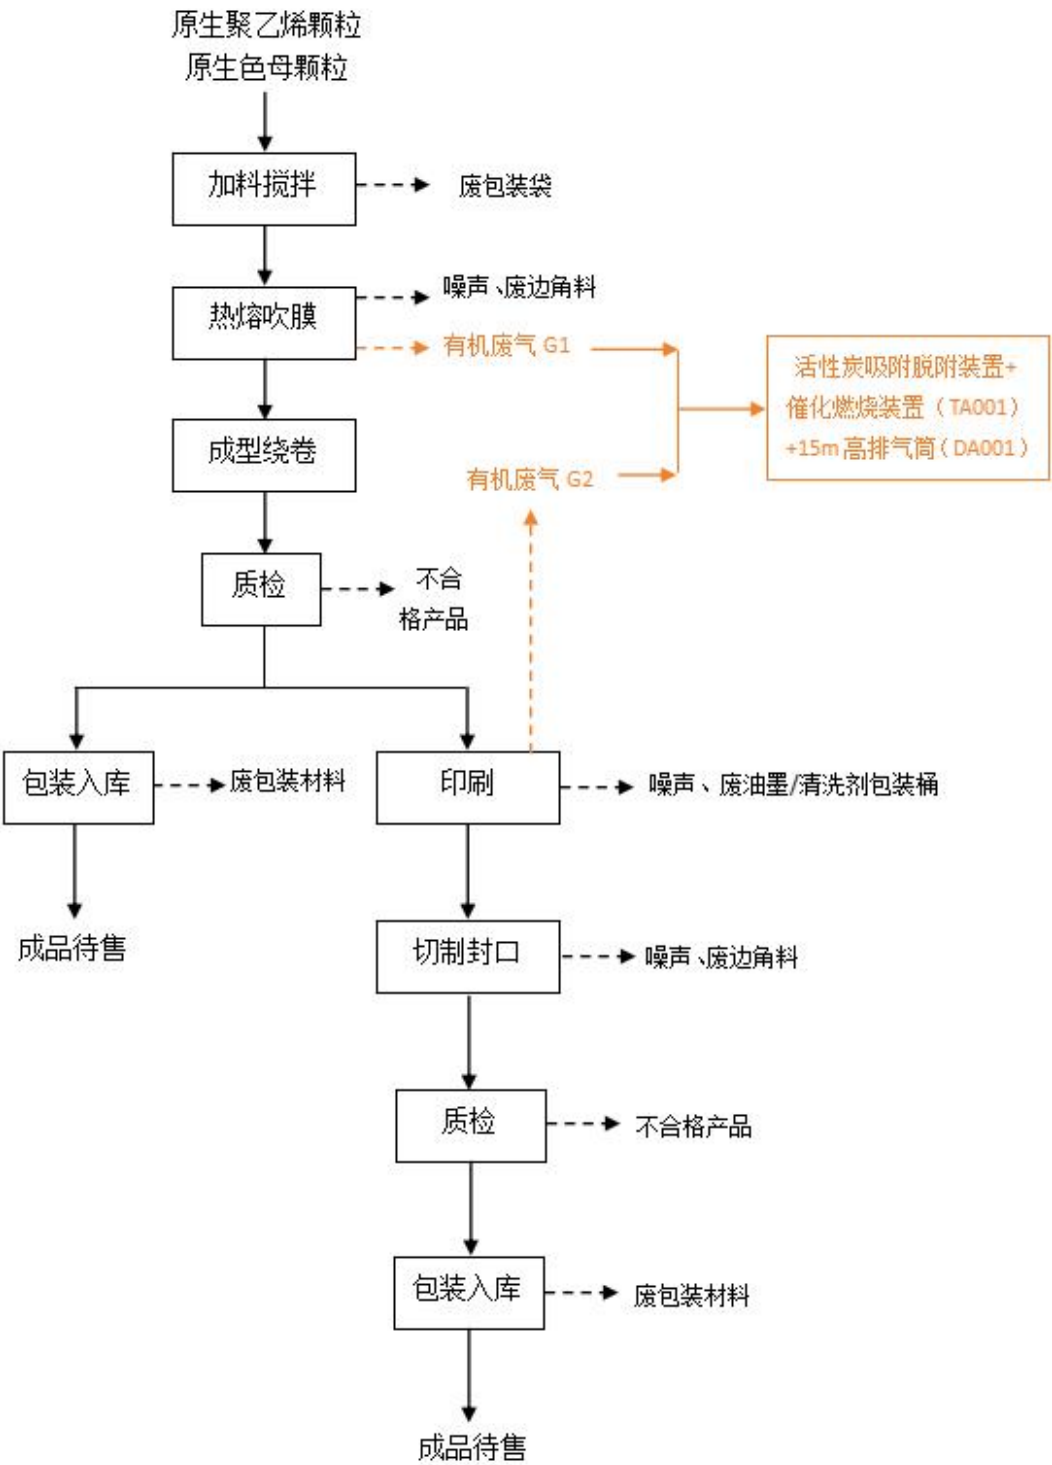 原生聚乙烯颗粒
原生色母颗粒
加料搅拌
废包装袋
热熔吹膜
噪声、废边角料
有机废气 G1
活性炭吸附脱附装置+
催化燃烧装置（TA001）
+15m 高排气筒（DA001）
成型绕卷
有机废气 G2
质检
不合
格产品
包装入库
废包装材料
印刷
噪声、废油墨/清洗剂包装桶
成品待售
切制封口
噪声、废边角料
质检
不合格产品
包装入库
废包装材料
成品待售